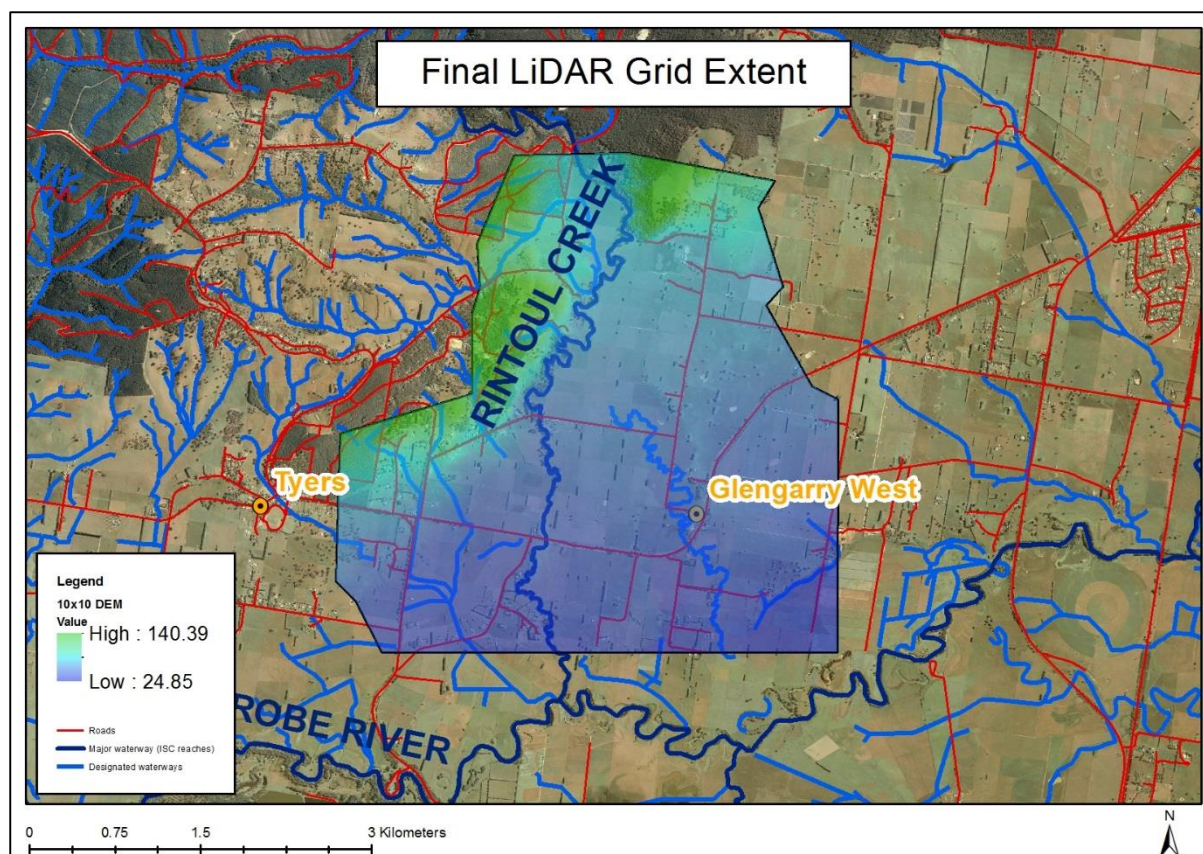 Final LiDAR Grid Extent
RINTOUL CREEK
Tyers
Glengarry West
ROBE RIVER
Legend
10x10 DEM
Value
High : 140.39
Low : 24.85
Roads
Major waterway (ISC reaches)
Designated waterways
0 0.75 1.5 3 Kilometers
N